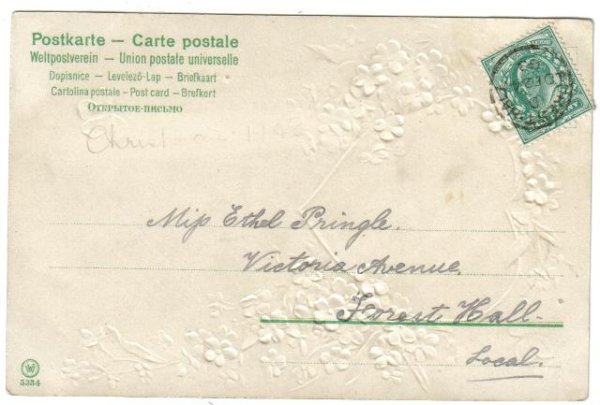 Postkarte — Carte postale
Weltpostverein — Union postale universelle
Dopisnice — Levelező-Lap — Briefkaart
Cartolina postale - Post card — Brefkort
Открытое-письмо
Miss Ethel Pringle.
Victoria Avenue,
Forest Hall.
Local.
5354